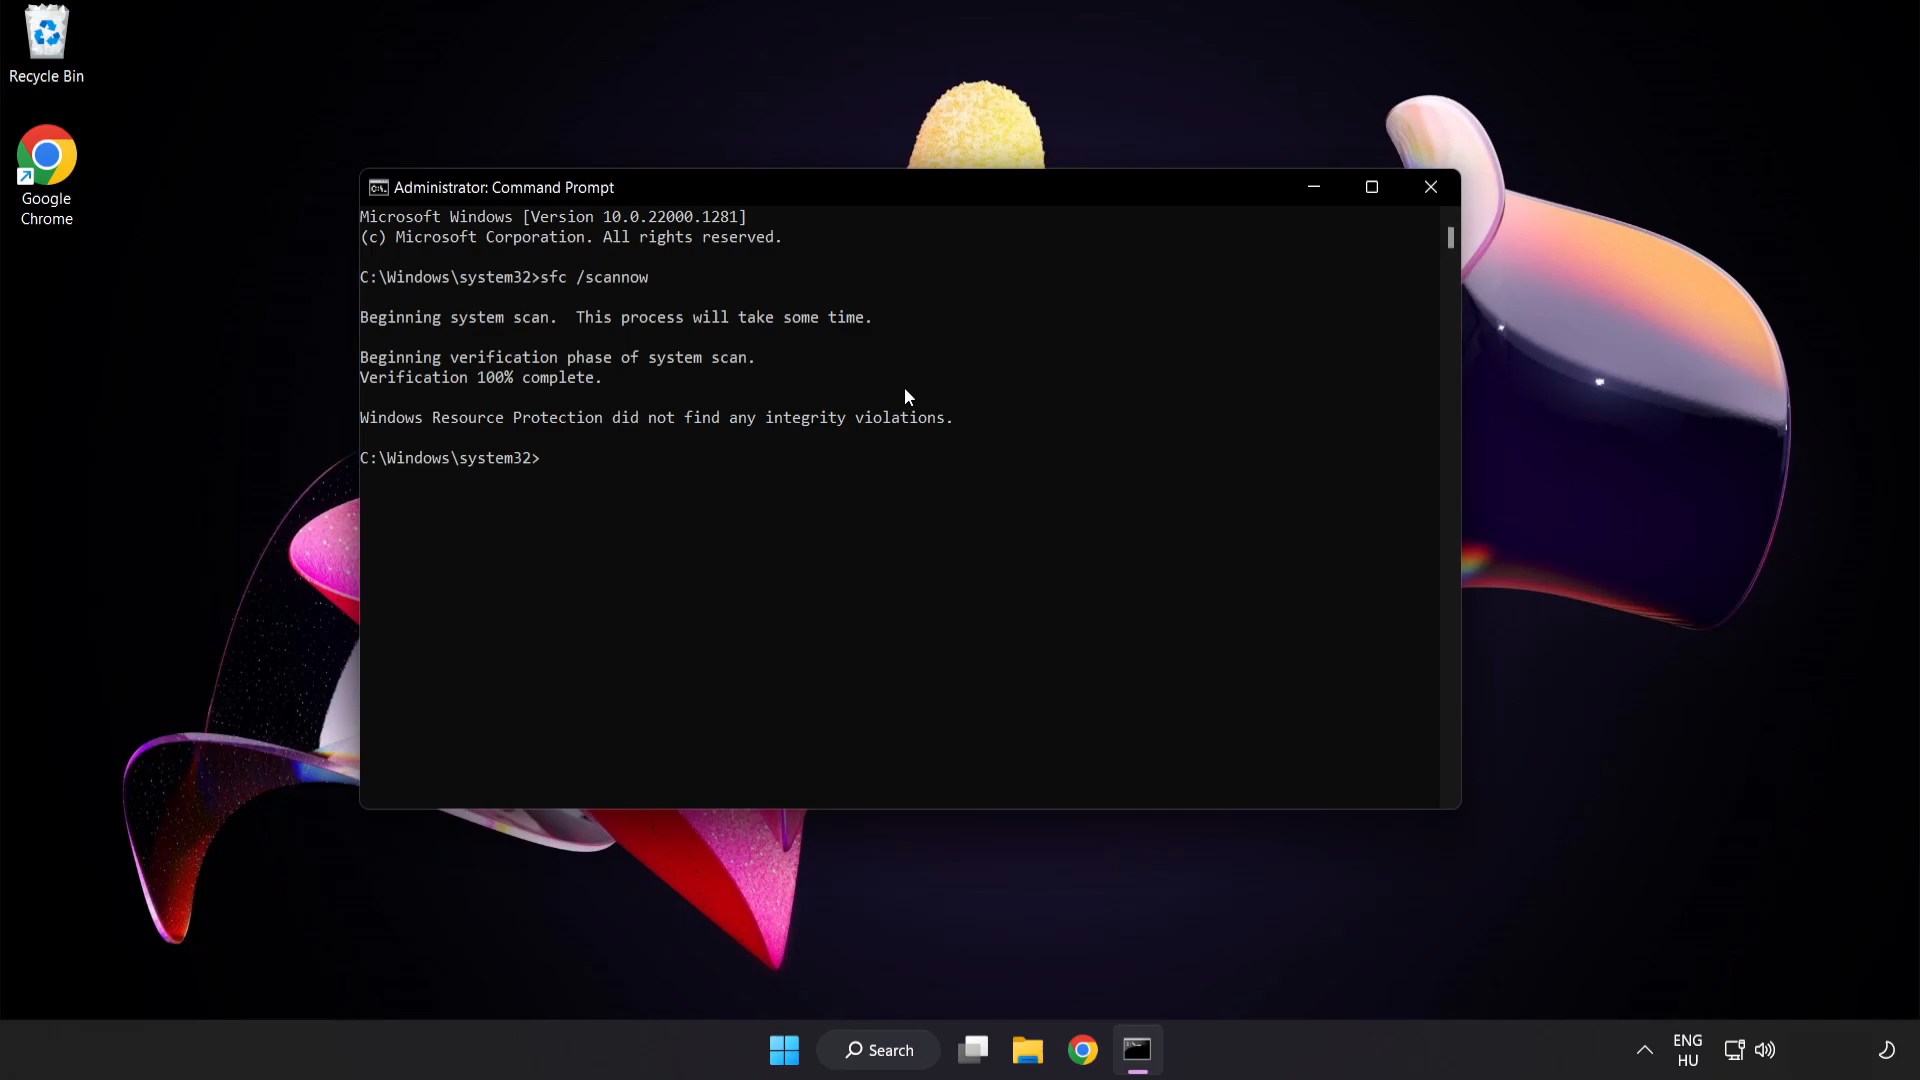 Recycle Bin
Google
Chrome
Administrator: Command Prompt
Microsoft Windows [Version 10.0.22000.1281]
(c) Microsoft Corporation. All rights reserved.
C:\Windows\system32>sfc /scannow
Beginning system scan.  This process will take some time.
Beginning verification phase of system scan.
Verification 100% complete.
Windows Resource Protection did not find any integrity violations.
C:\Windows\system32>
Search
ENG
HU